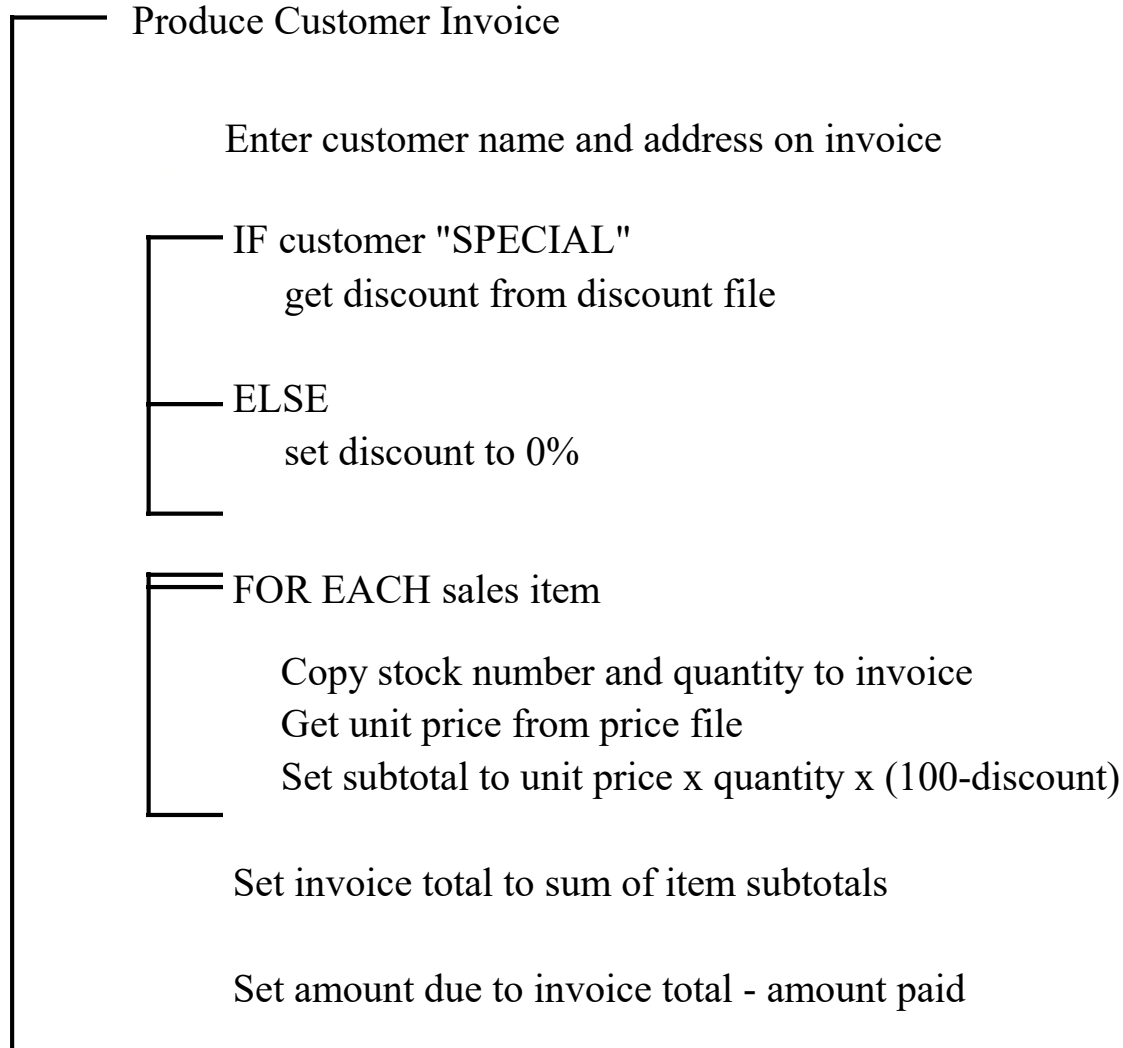 Produce Customer Invoice
Enter customer name and address on invoice
IF customer "SPECIAL"
get discount from discount file
ELSE
set discount to 0%
FOR EACH sales item
Copy stock number and quantity to invoice
Get unit price from price file
Set subtotal to unit price x quantity x (100-discount)
Set invoice total to sum of item subtotals
Set amount due to invoice total - amount paid